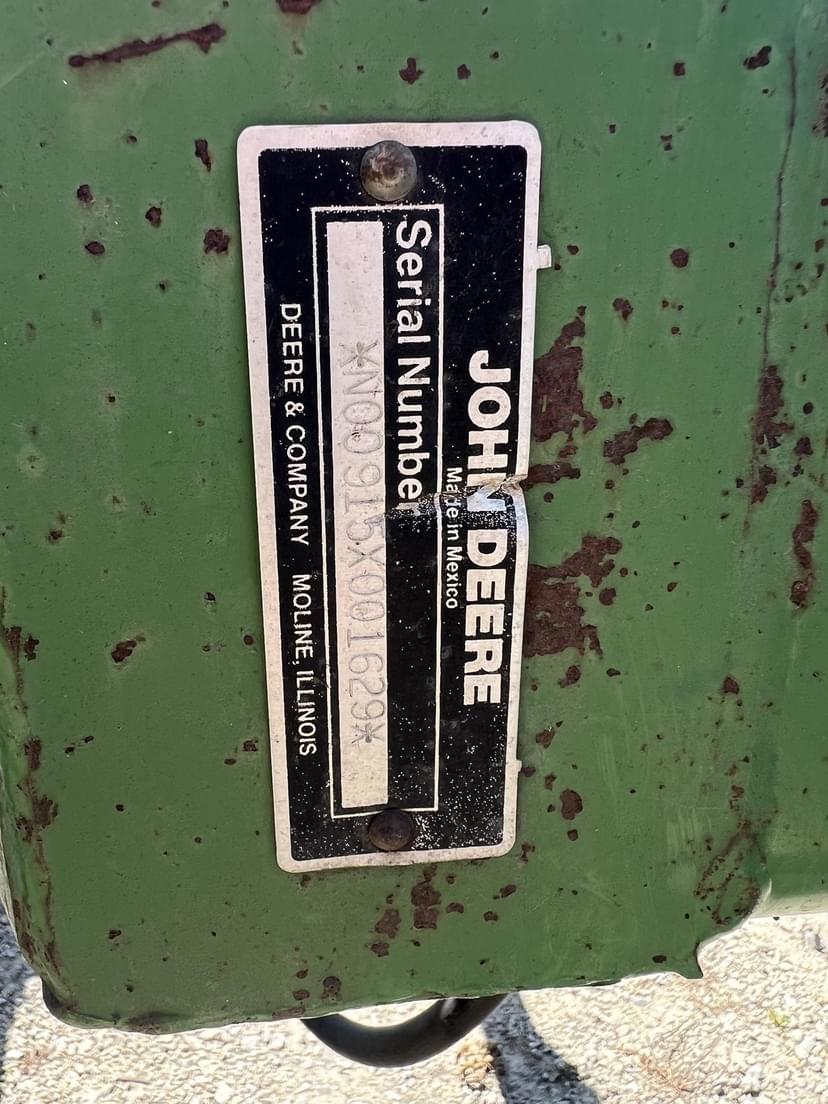 JOHN DEERE
Made in Mexico
Serial Number
*N00915X001629*
DEERE & COMPANY MOLINE, ILLINOIS